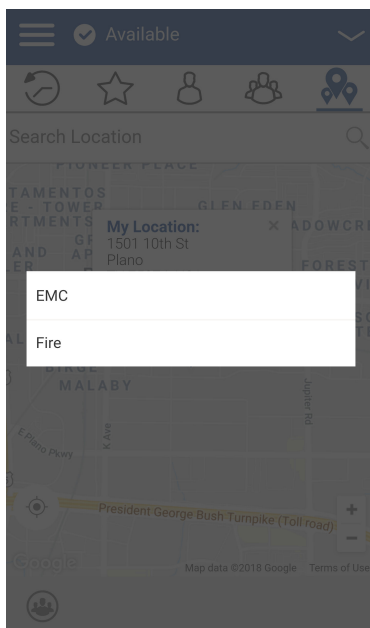 Available
Search Location
PIONEER PLACE
TAMENTOS
E - TOWER
RTMENTS
GLEN EDEN
My Location:
1501 10th St
Plano
ADOWCR
AND
AP
FOREST
EMC
Fire
MALABY
Jupiter Rd
K Ave
E Plano Pkwy
President George Bush Turnpike (Toll road)
Google
Map data ©2018 Google
Terms of Use